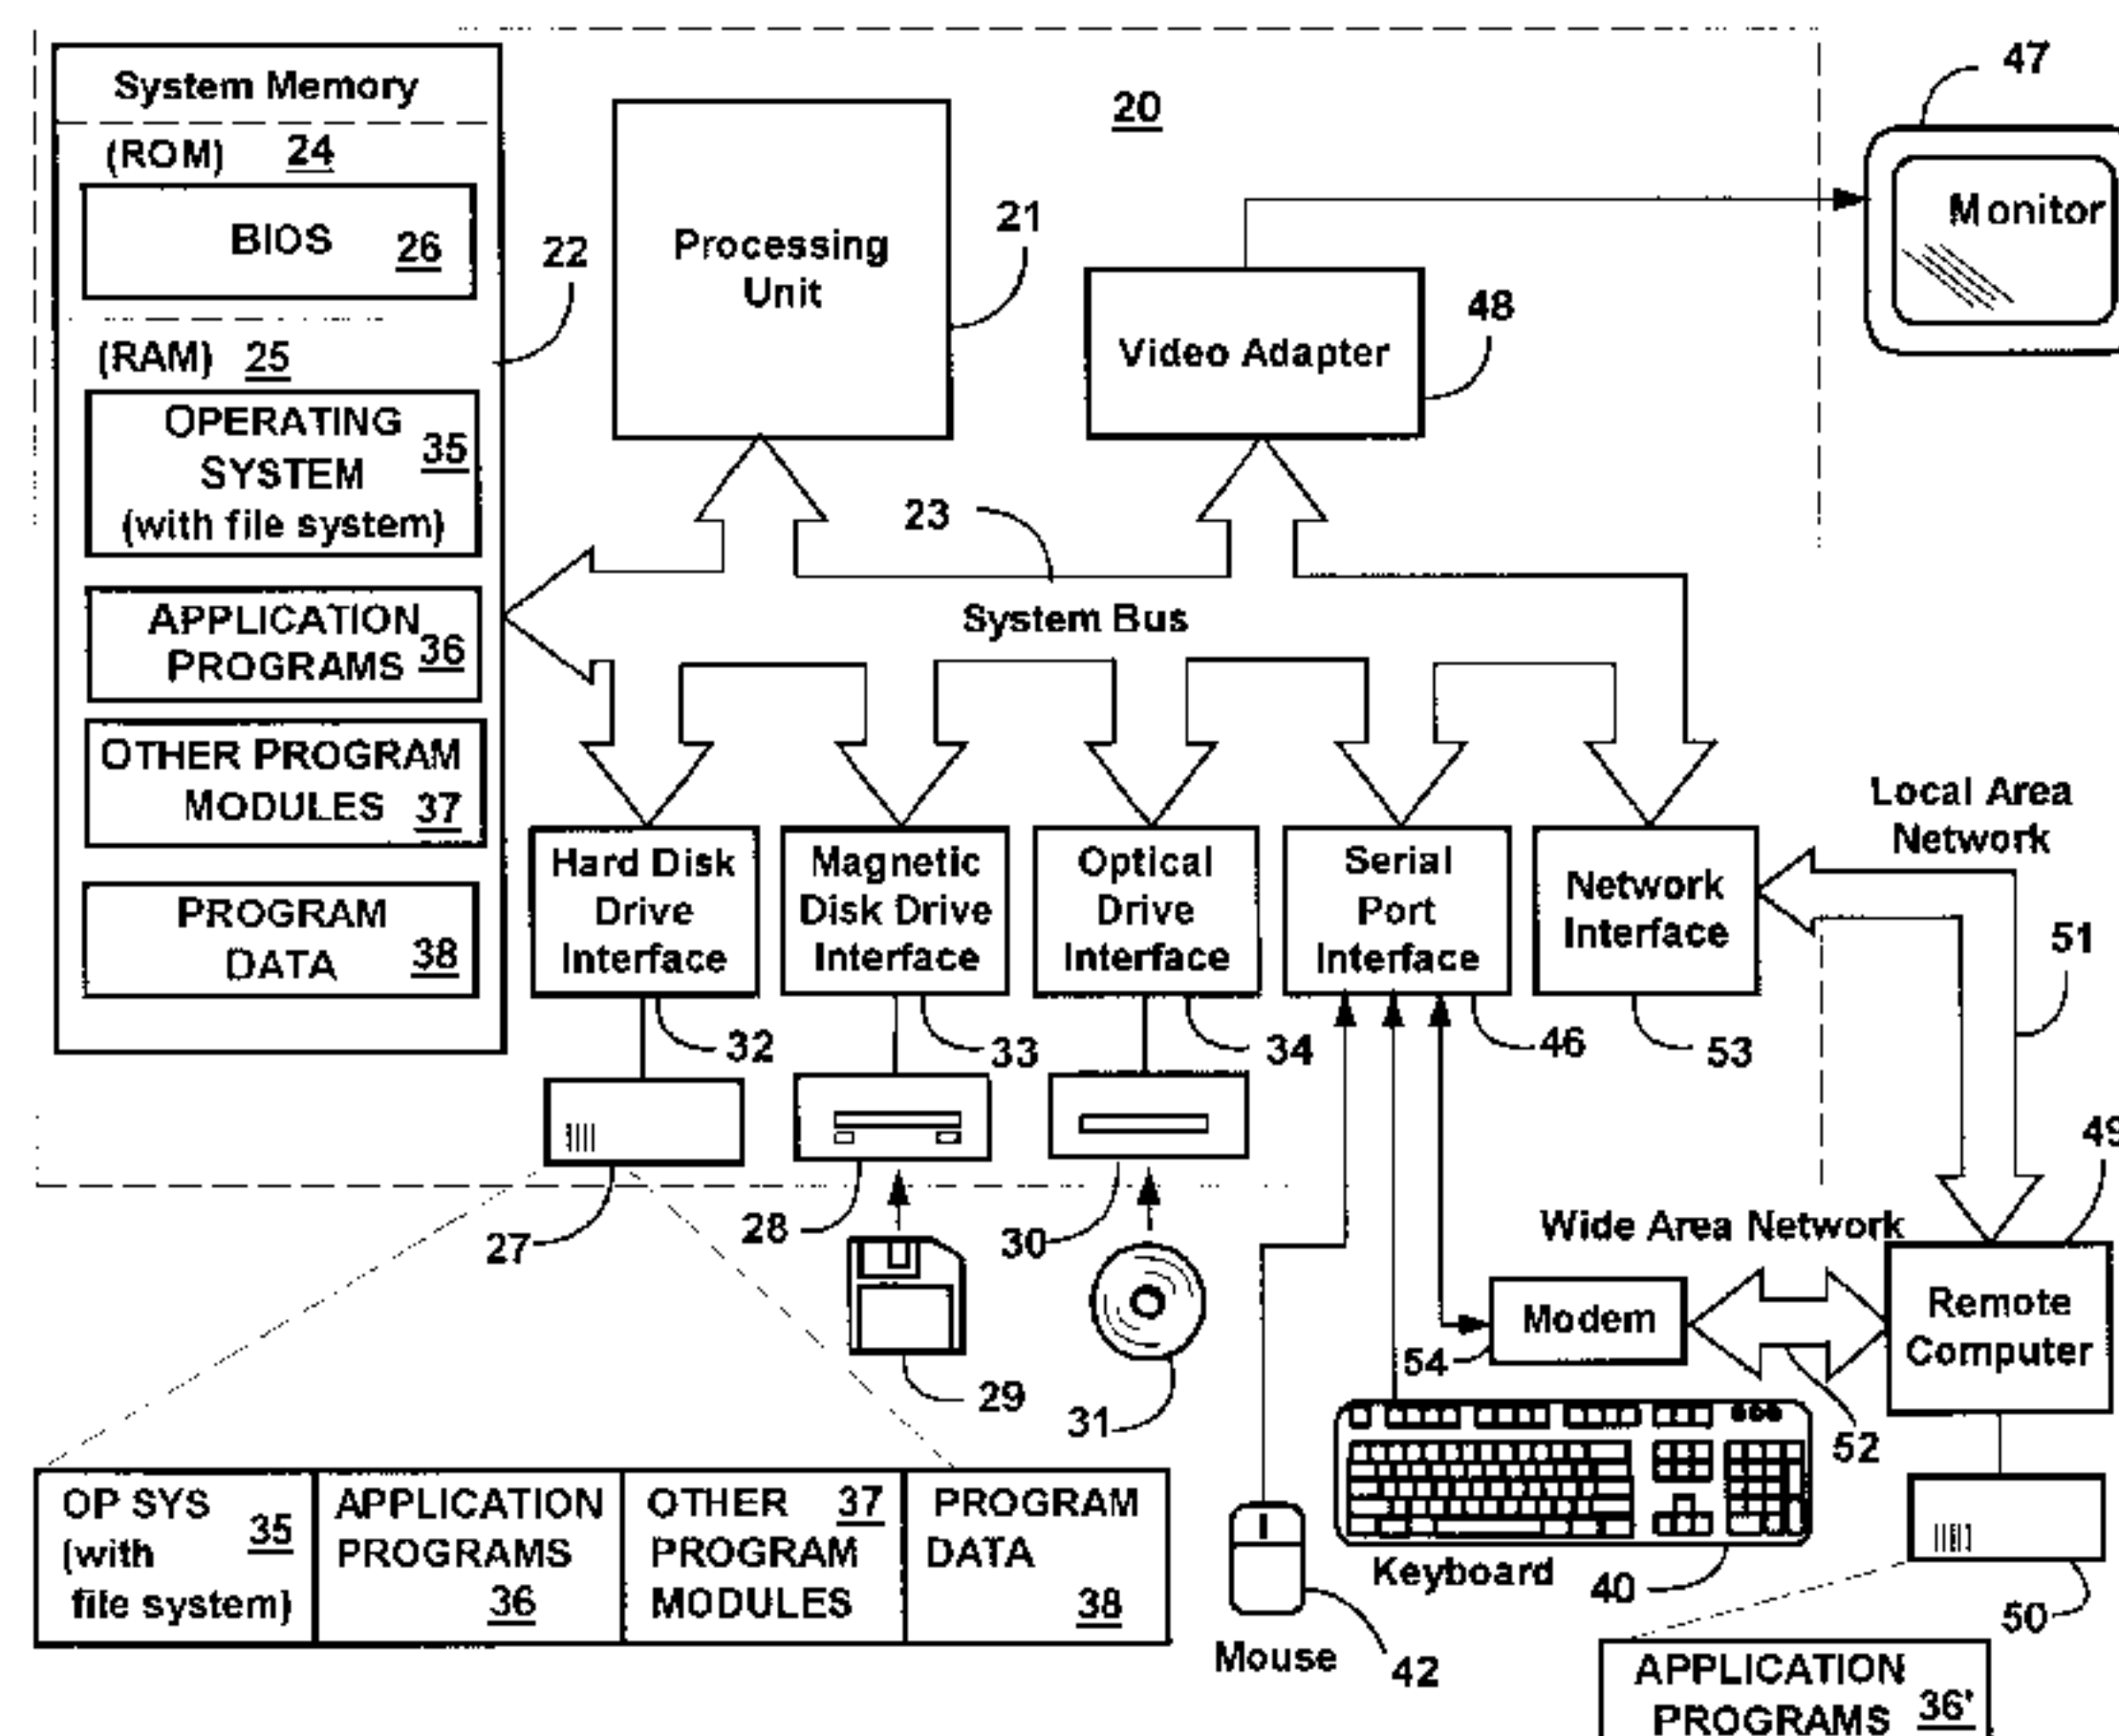 System Memory
(ROM) 24
BIOS 26
22
(RAM) 25
OPERATING
SYSTEM 35
(with file system)
APPLICATION
PROGRAMS 36
OTHER PROGRAM
MODULES 37
PROGRAM
DATA 38
Processing
Unit
21
20
Video Adapter
48
47
Monitor
23
System Bus
Hard Disk
Drive
Interface
32
Magnetic
Disk Drive
Interface
33
Optical
Drive
Interface
34
Serial
Port
Interface
46
Network
Interface
53
Local Area
Network
51
49
27
28
29
30
31
Wide Area Network
Modem
54
52
Remote
Computer
50
Keyboard
40
Mouse
42
OP SYS
(with 35
file system)
APPLICATION
PROGRAMS
36
OTHER 37
PROGRAM
MODULES
PROGRAM
DATA
38
APPLICATION
PROGRAMS 36'